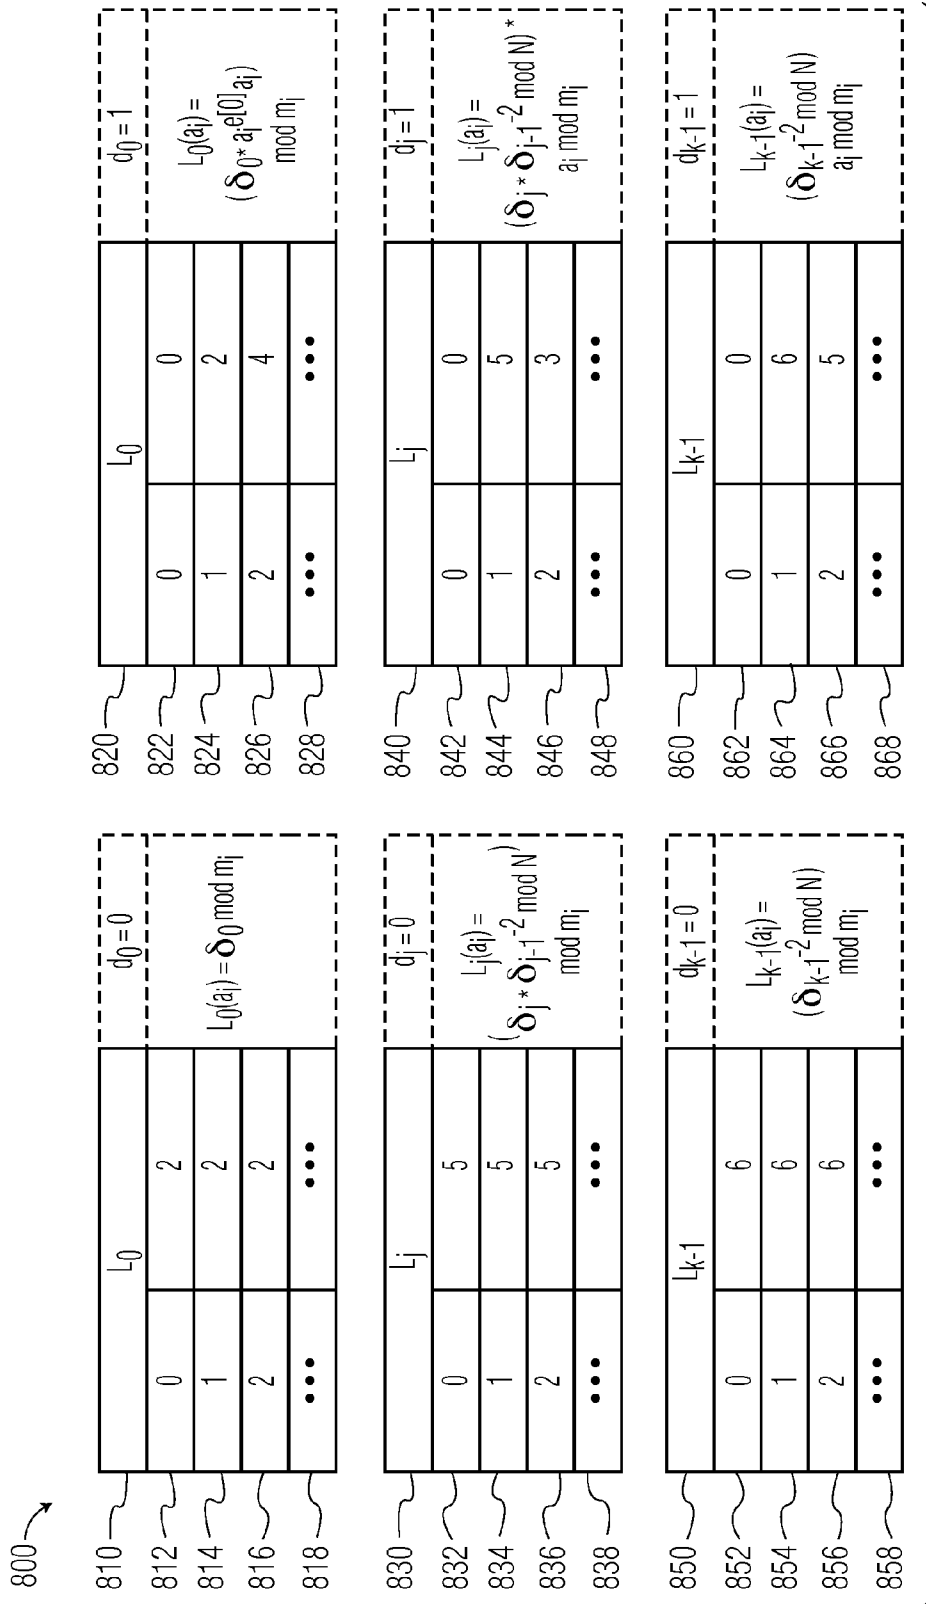 800
810
L0
d0 = 0
812
0
2
L0(ai) = δ0 mod mi
814
1
2
816
2
2
818
•••
•••
820
L0
d0 = 1
822
0
0
L0(ai) =
(δ0* aie[0] ai)
mod mi
824
1
2
826
2
4
828
•••
•••
830
Lj
dj = 0
832
0
5
Lj(ai) =
(δj * δj-1-2 mod N)
mod mi
834
1
5
836
2
5
838
•••
•••
840
Lj
dj = 1
842
0
0
Lj(ai) =
(δj * δj-1-2 mod N) *
ai mod mi
844
1
5
846
2
3
848
•••
•••
850
Lk-1
dk-1 = 0
852
0
6
Lk-1(ai) =
(δk-1-2 mod N)
mod mi
854
1
6
856
2
6
858
•••
•••
860
Lk-1
dk-1 = 1
862
0
0
Lk-1(ai) =
(δk-1-2 mod N)
ai mod mi
864
1
6
866
2
5
868
•••
•••